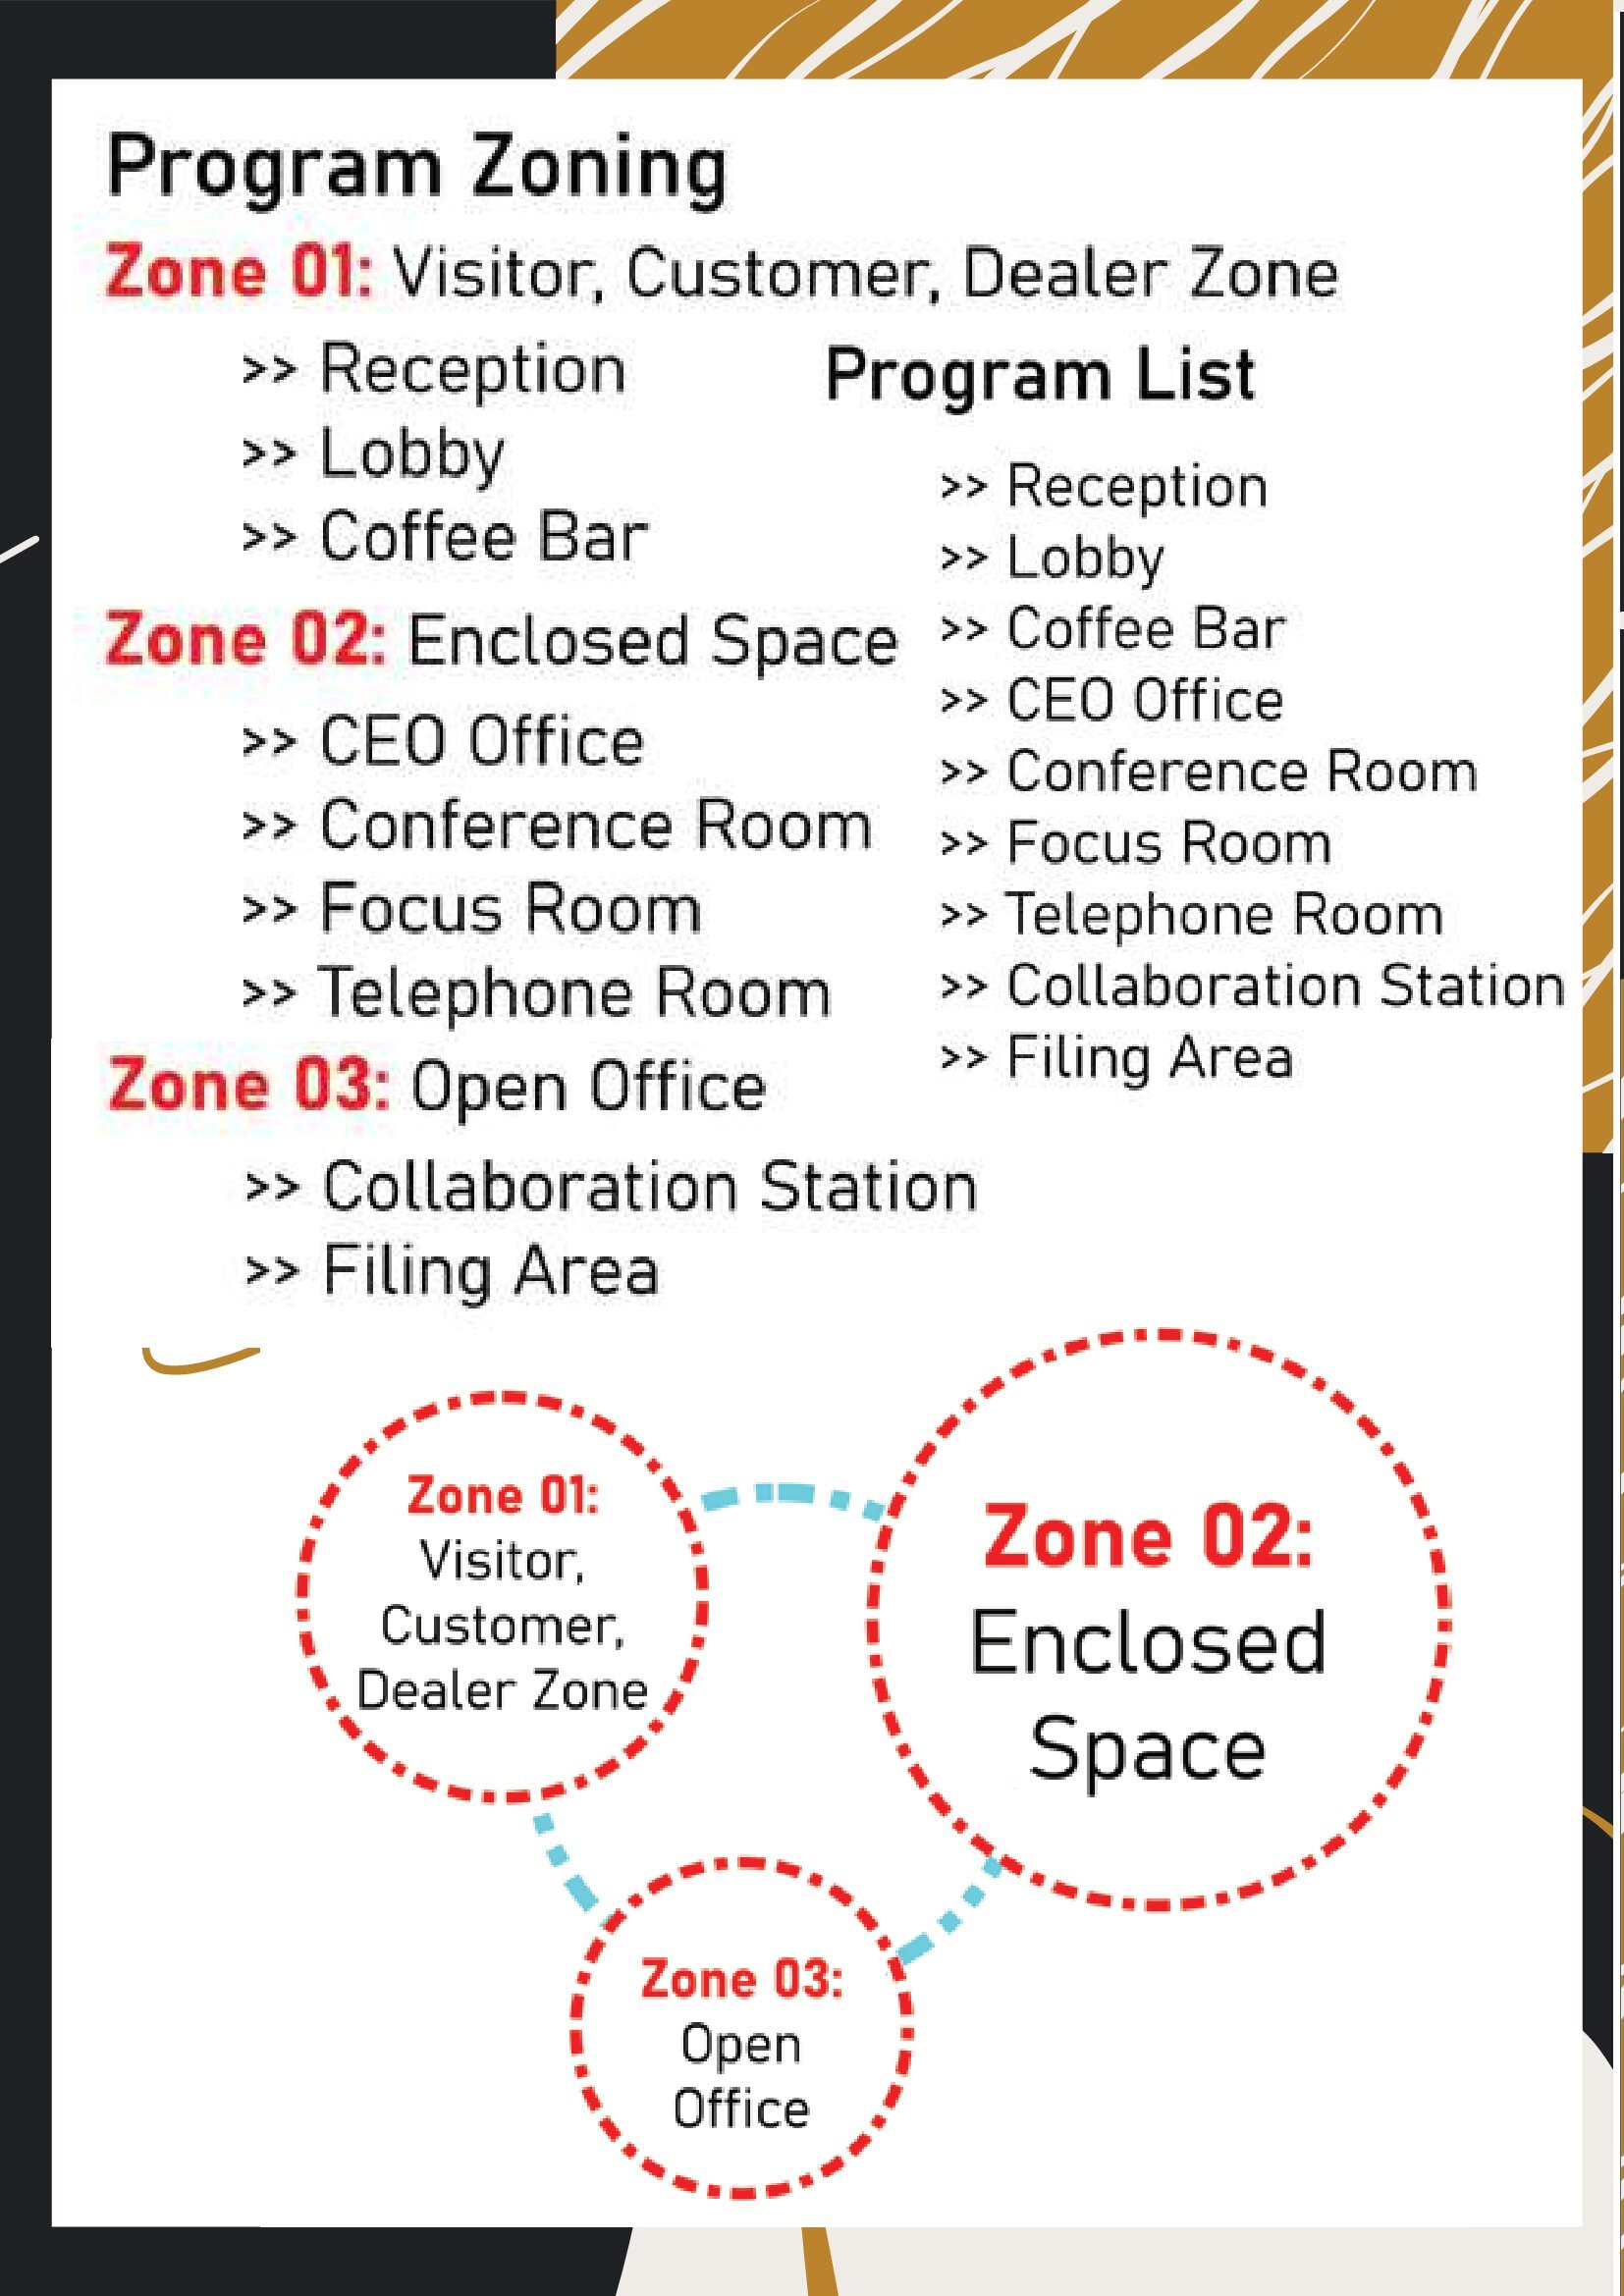 Program Zoning
Zone 01: Visitor, Customer, Dealer Zone
>> Reception
>> Lobby
>> Coffee Bar
Zone 02: Enclosed Space
>> CEO Office
>> Conference Room
>> Focus Room
>> Telephone Room
Zone 03: Open Office
>> Collaboration Station
>> Filing Area
Program List
>> Reception
>> Lobby
>> Coffee Bar
>> CEO Office
>> Conference Room
>> Focus Room
>> Telephone Room
>> Collaboration Station
>> Filing Area
Zone 01:
Visitor,
Customer,
Dealer Zone
Zone 02:
Enclosed
Space
Zone 03:
Open
Office